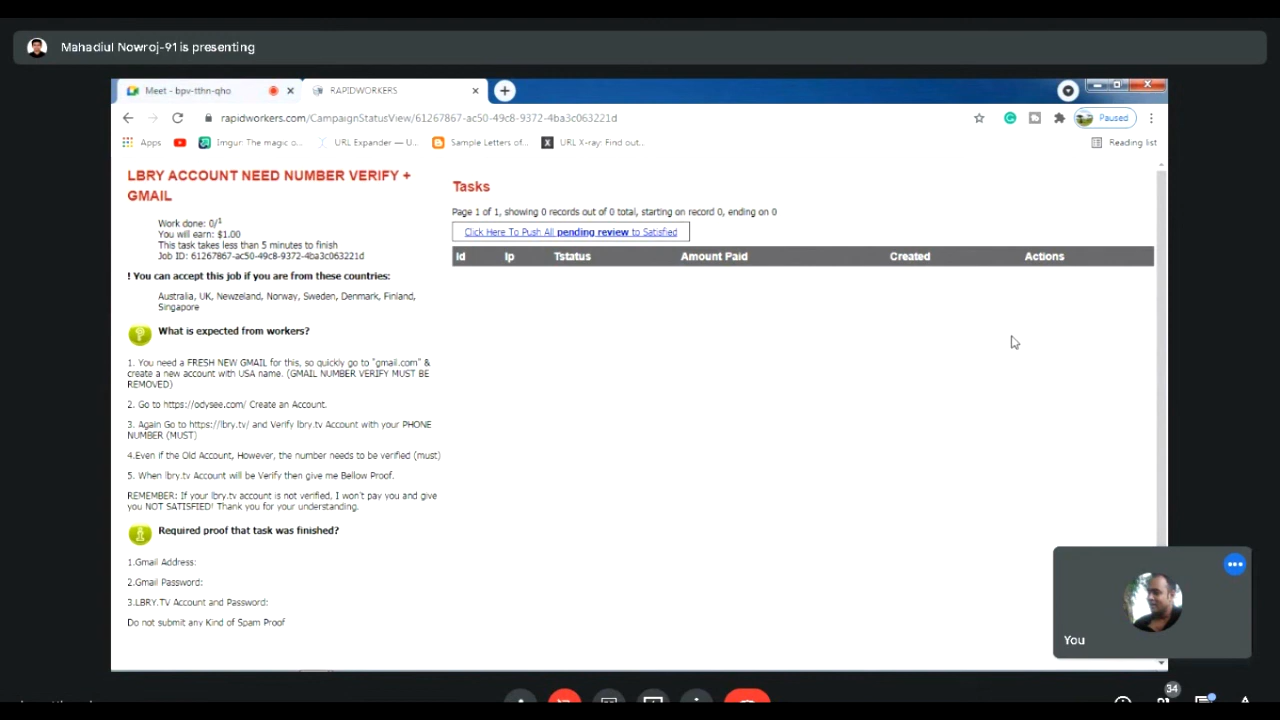 Mahadiul Nowroj-91 is presenting
Meet - bpv-tthn-qho
RAPIDWORKERS
rapidworkers.com/CampaignStatusView/61267867-ac50-49c8-9372-4ba3c063221d
Paused
Apps
Imgur: The magic o...
URL Expander — U...
Sample Letters of...
URL X-ray: Find out...
Reading list
LBRY ACCOUNT NEED NUMBER VERIFY +
GMAIL
Work done: 0/1
You will earn: $1.00
This task takes less than 5 minutes to finish
Job ID: 61267867-ac50-49c8-9372-4ba3c063221d
! You can accept this job if you are from these countries:
Australia, UK, Newzeland, Norway, Sweden, Denmark, Finland,
Singapore
What is expected from workers?
1. You need a FRESH NEW GMAIL for this, so quickly go to "gmail.com" &
create a new account with USA name. (GMAIL NUMBER VERIFY MUST BE
REMOVED)
2. Go to https://odysee.com/ Create an Account.
3. Again Go to https://lbry.tv/ and Verify lbry.tv Account with your PHONE
NUMBER (MUST)
4.Even if the Old Account, However, the number needs to be verified (must)
5. When lbry.tv Account will be Verify then give me Bellow Proof.
REMEMBER: If your lbry.tv account is not verified, I won't pay you and give
you NOT SATISFIED! Thank you for your understanding.
Required proof that task was finished?
1.Gmail Address:
2.Gmail Password:
3.LBRY.TV Account and Password:
Do not submit any Kind of Spam Proof
Tasks
Page 1 of 1, showing 0 records out of 0 total, starting on record 0, ending on 0
Click Here To Push All pending review to Satisfied
Id Ip Tstatus Amount Paid Created Actions
You
34